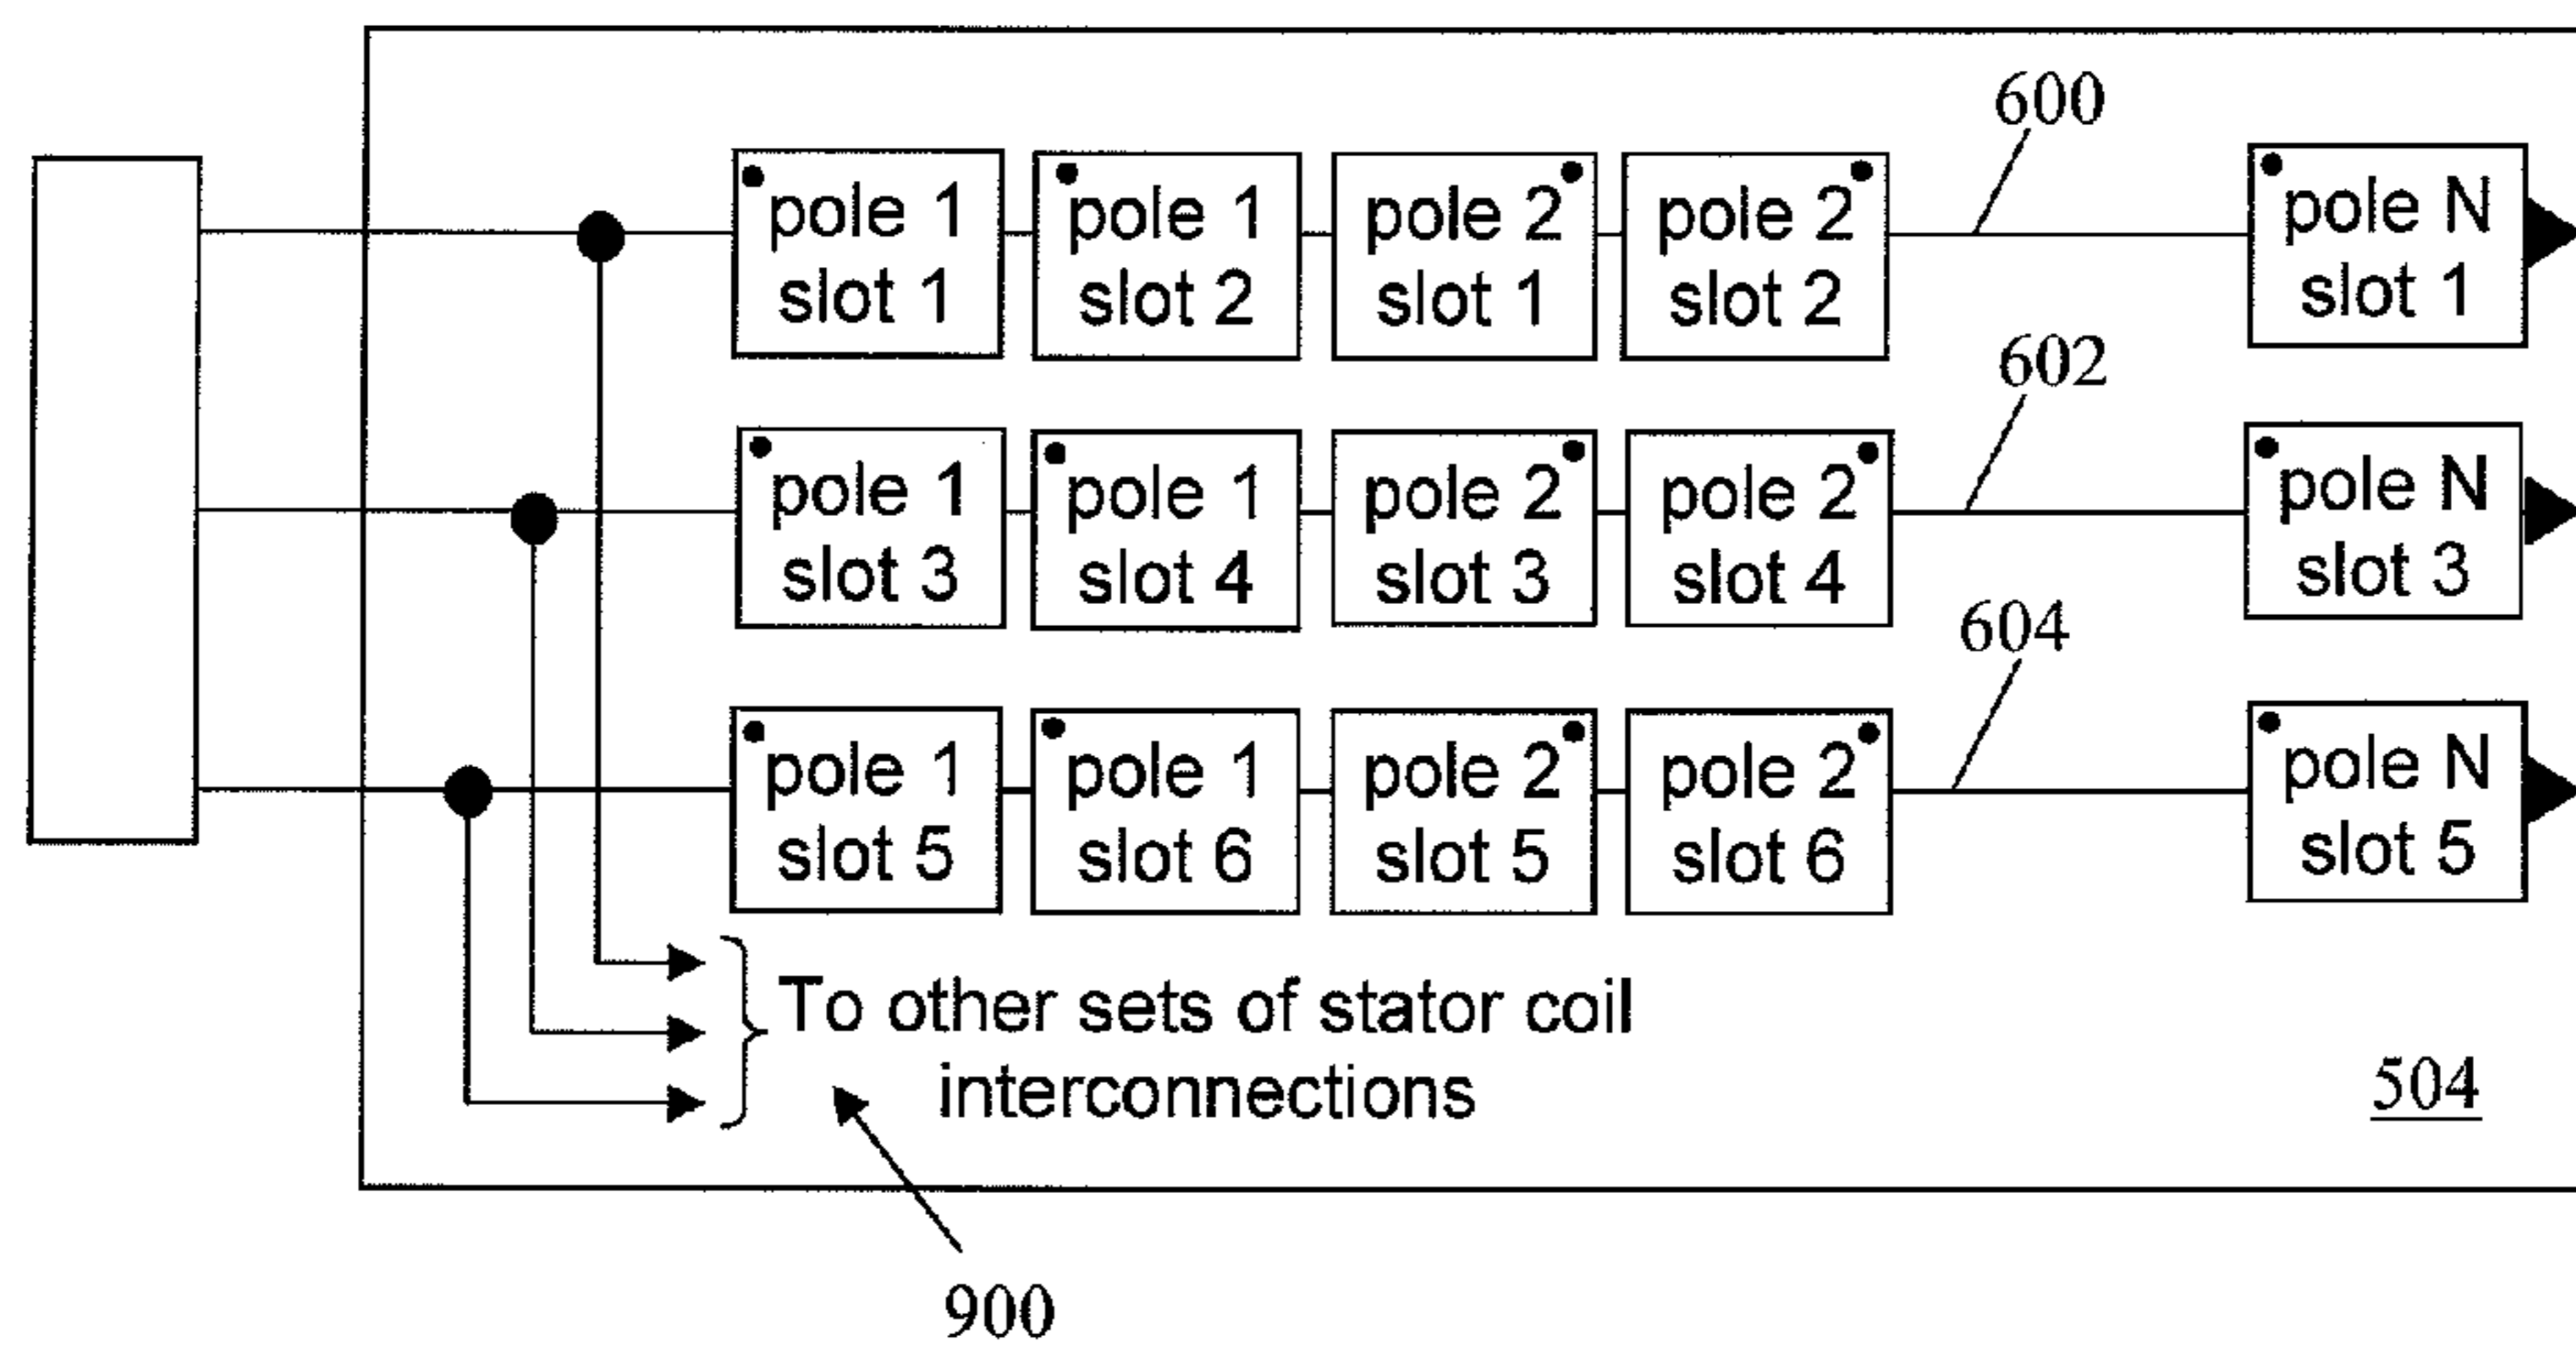 600
pole 1
slot 1
pole 1
slot 2
pole 2
slot 1
pole 2
slot 2
pole N
slot 1
602
pole 1
slot 3
pole 1
slot 4
pole 2
slot 3
pole 2
slot 4
pole N
slot 3
604
pole 1
slot 5
pole 1
slot 6
pole 2
slot 5
pole 2
slot 6
pole N
slot 5
To other sets of stator coil
interconnections
504
900